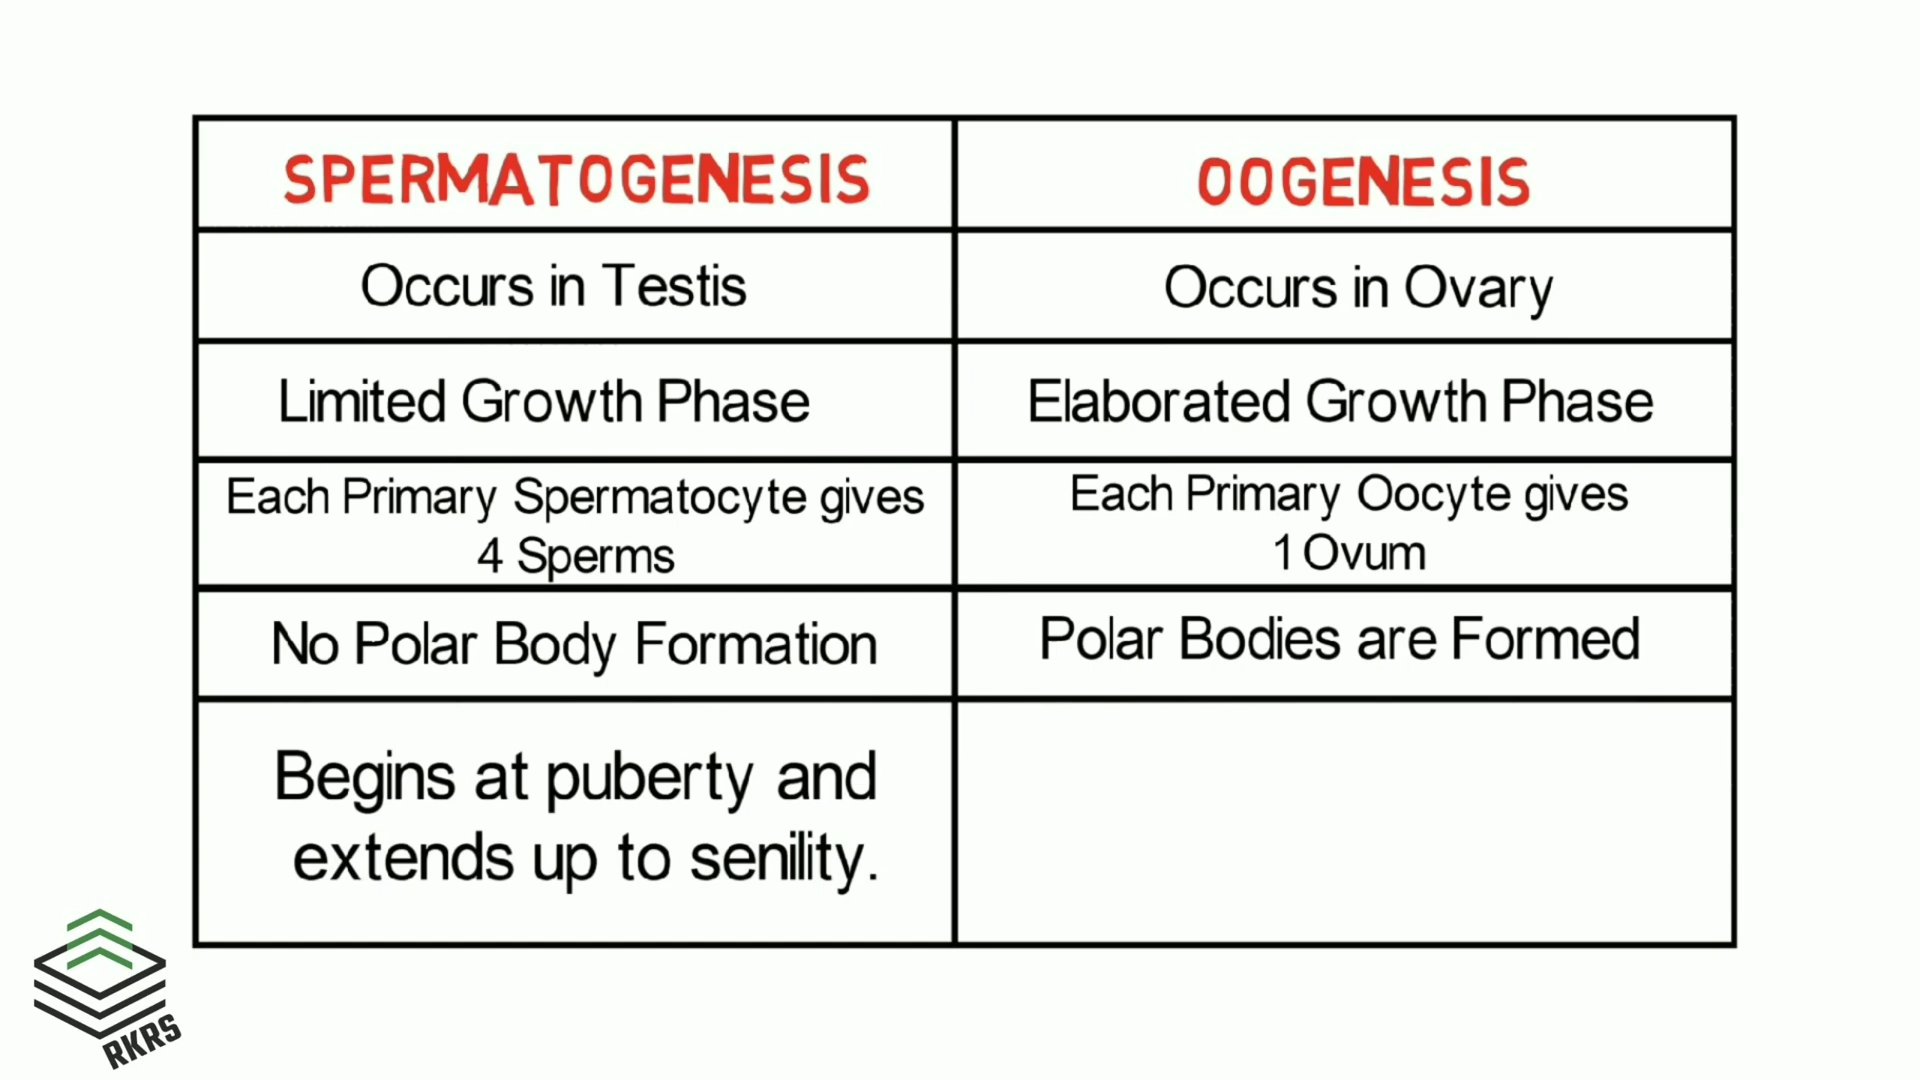 SPERMATOGENESIS
OOGENESIS
Occurs in Testis
Occurs in Ovary
Limited Growth Phase
Elaborated Growth Phase
Each Primary Spermatocyte gives
4 Sperms
Each Primary Oocyte gives
1 Ovum
No Polar Body Formation
Polar Bodies are Formed
Begins at puberty and
extends up to senility.
RKRS